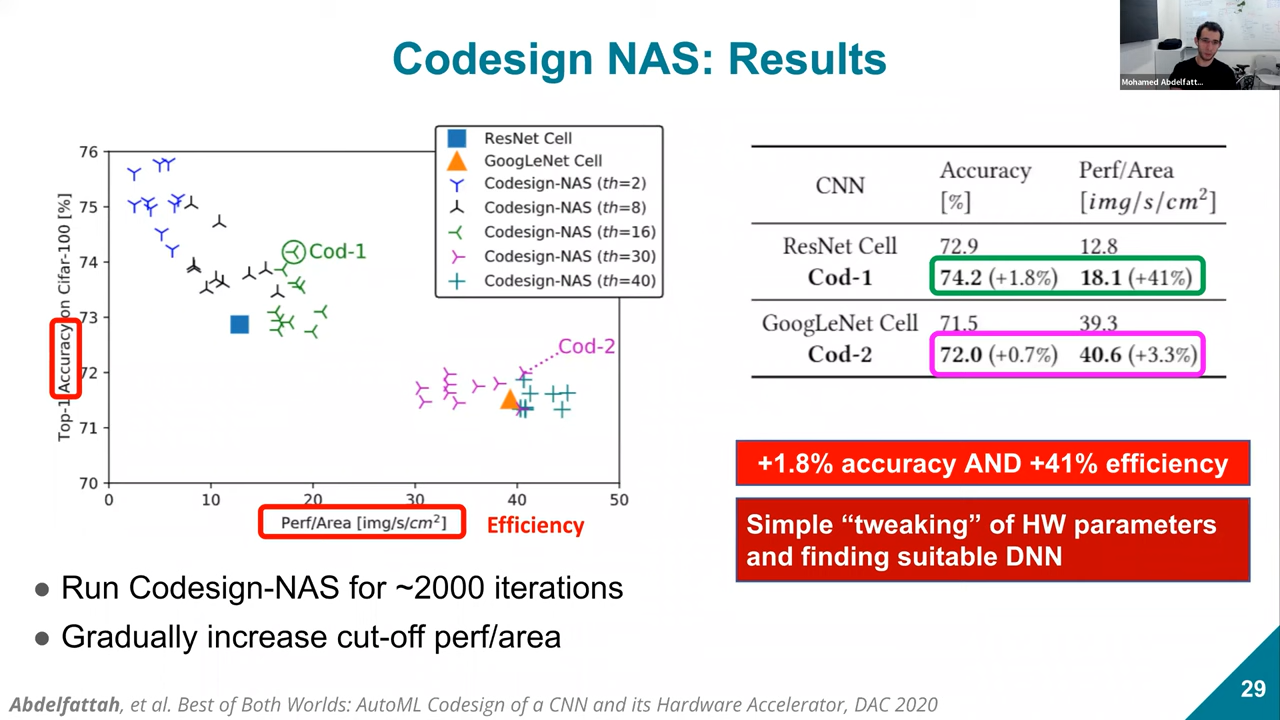 Codesign NAS: Results
Mohamed Abdelfatt...
76
75
74
73
72
71
70
0
10
20
30
40
50
Top-1 Accuracy on Cifar-100 [%]
Perf/Area [img/s/cm²]
Efficiency
ResNet Cell
GoogLeNet Cell
Codesign-NAS (th=2)
Codesign-NAS (th=8)
Codesign-NAS (th=16)
Codesign-NAS (th=30)
Codesign-NAS (th=40)
Cod-1
Cod-2
CNN
Accuracy [%]
Perf/Area [img/s/cm²]
ResNet Cell 72.9 12.8
Cod-1 74.2 (+1.8%) 18.1 (+41%)
GoogLeNet Cell 71.5 39.3
Cod-2 72.0 (+0.7%) 40.6 (+3.3%)
+1.8% accuracy AND +41% efficiency
Simple “tweaking” of HW parameters
and finding suitable DNN
● Run Codesign-NAS for ~2000 iterations
● Gradually increase cut-off perf/area
Abdelfattah, et al. Best of Both Worlds: AutoML Codesign of a CNN and its Hardware Accelerator, DAC 2020
29